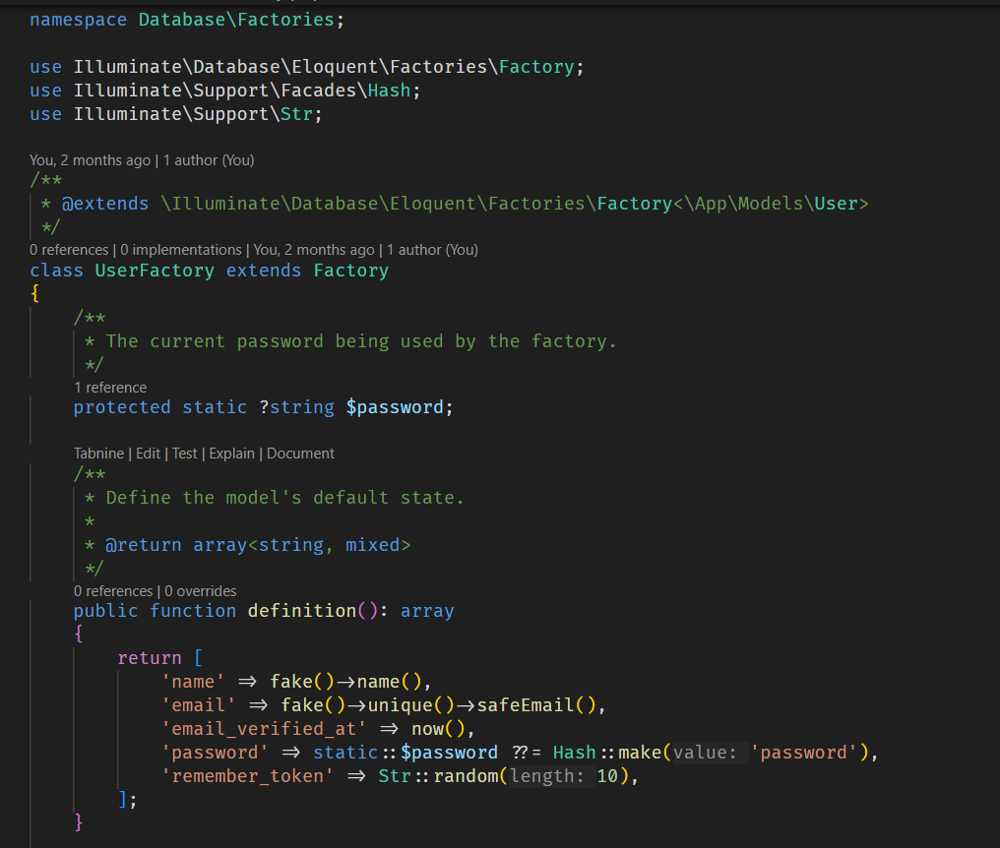 namespace Database\Factories;
use Illuminate\Database\Eloquent\Factories\Factory;
use Illuminate\Support\Facades\Hash;
use Illuminate\Support\Str;
You, 2 months ago | 1 author (You)
/**
 * @extends \Illuminate\Database\Eloquent\Factories\Factory<\App\Models\User>
 */
0 references | 0 implementations | You, 2 months ago | 1 author (You)
class UserFactory extends Factory
{
    /**
     * The current password being used by the factory.
     */
    1 reference
    protected static ?string $password;
    Tabnine | Edit | Test | Explain | Document
    /**
     * Define the model's default state.
     *
     * @return array<string, mixed>
     */
    0 references | 0 overrides
    public function definition(): array
    {
        return [
            'name' => fake()->name(),
            'email' => fake()->unique()->safeEmail(),
            'email_verified_at' => now(),
            'password' => static::$password ??= Hash::make(value: 'password'),
            'remember_token' => Str::random(length: 10),
        ];
    }